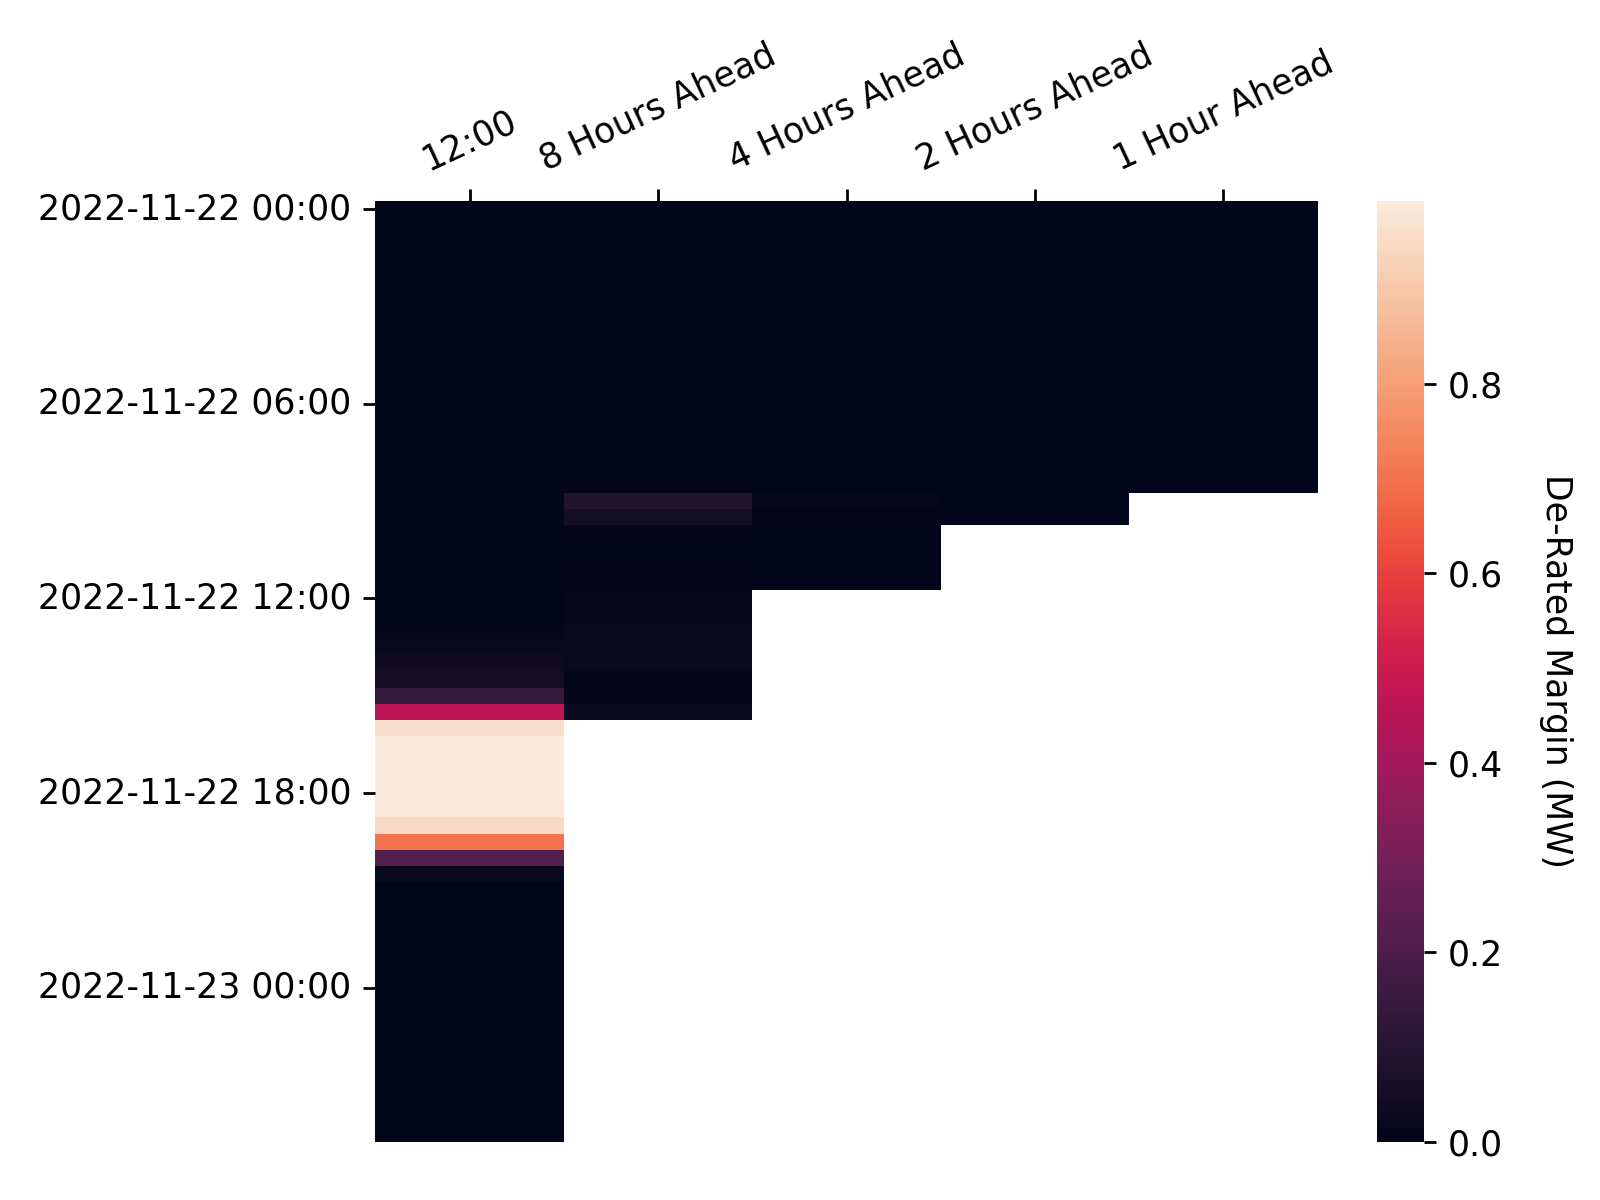 12:00
8 Hours Ahead
4 Hours Ahead
2 Hours Ahead
1 Hour Ahead
2022-11-22 00:00
2022-11-22 06:00
2022-11-22 12:00
2022-11-22 18:00
2022-11-23 00:00
0.8
0.6
0.4
0.2
0.0
De-Rated Margin (MW)